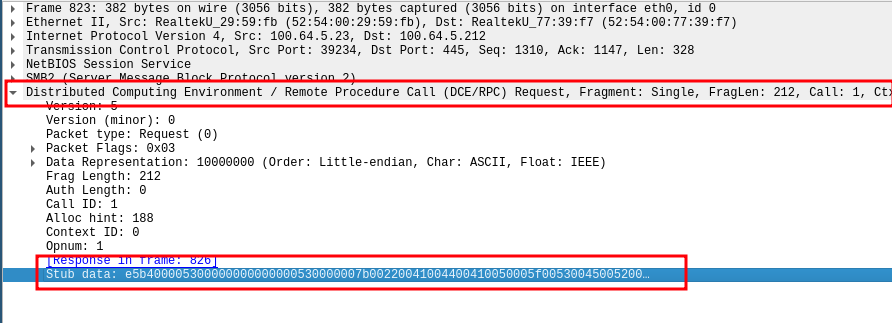 Frame 823: 382 bytes on wire (3056 bits), 382 bytes captured (3056 bits) on interface eth0, id 0
Ethernet II, Src: RealtekU_29:59:fb (52:54:00:29:59:fb), Dst: RealtekU_77:39:f7 (52:54:00:77:39:f7)
Internet Protocol Version 4, Src: 100.64.5.23, Dst: 100.64.5.212
Transmission Control Protocol, Src Port: 39234, Dst Port: 445, Seq: 1310, Ack: 1147, Len: 328
NetBIOS Session Service
SMB2 (Server Message Block Protocol version 2)
Distributed Computing Environment / Remote Procedure Call (DCE/RPC) Request, Fragment: Single, FragLen: 212, Call: 1, Ctx
Version: 5
Version (minor): 0
Packet type: Request (0)
Packet Flags: 0x03
Data Representation: 10000000 (Order: Little-endian, Char: ASCII, Float: IEEE)
Frag Length: 212
Auth Length: 0
Call ID: 1
Alloc hint: 188
Context ID: 0
Opnum: 1
[Response in frame: 826]
Stub data: e5b400005300000000000000530000007b00220041004400410050005f00530045005200…